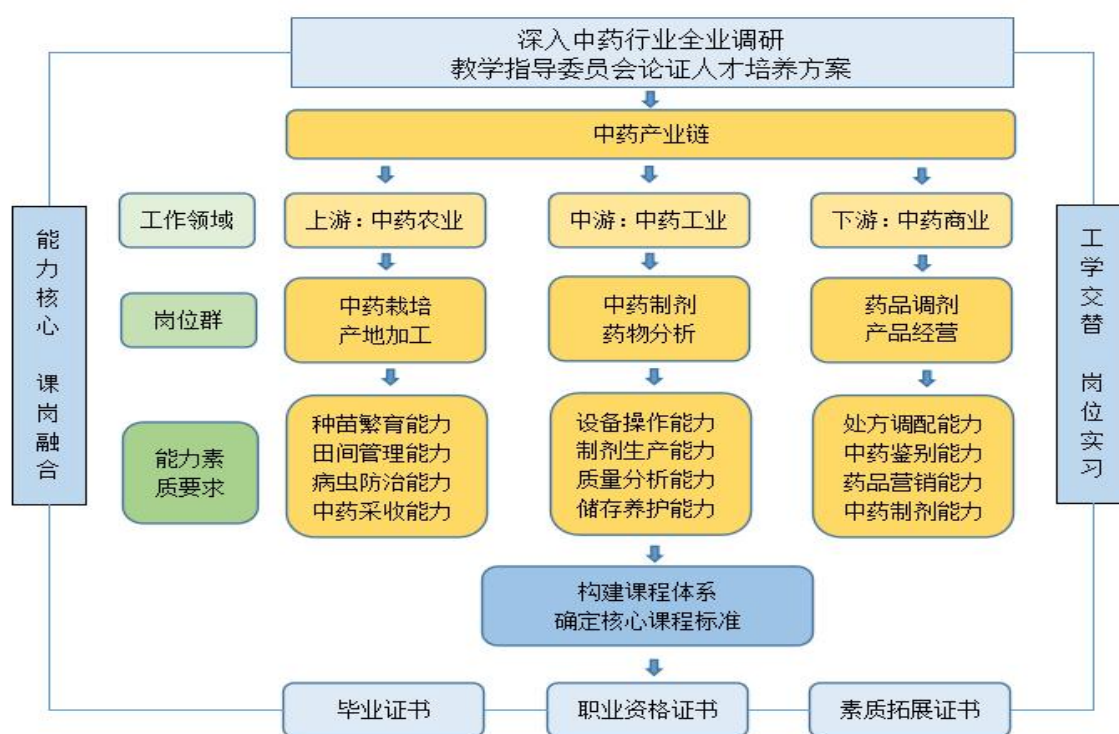 深入中药行业全业调研
教学指导委员会论证人才培养方案
中药产业链
工作领域
上游：中药农业
中游：中药工业
下游：中药商业
岗位群
中药栽培
产地加工
中药制剂
药物分析
药品调剂
产品经营
能力素
质要求
种苗繁育能力
田间管理能力
病虫防治能力
中药采收能力
设备操作能力
制剂生产能力
质量分析能力
储存养护能力
处方调配能力
中药鉴别能力
药品营销能力
中药制剂能力
能力核心 课岗融合
工学交替 岗位实习
构建课程体系
确定核心课程标准
毕业证书
职业资格证书
素质拓展证书